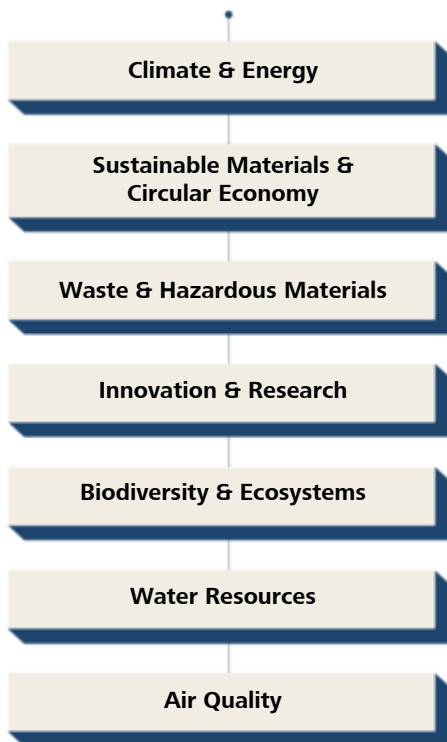 Climate & Energy
Sustainable Materials &
Circular Economy
Waste & Hazardous Materials
Innovation & Research
Biodiversity & Ecosystems
Water Resources
Air Quality